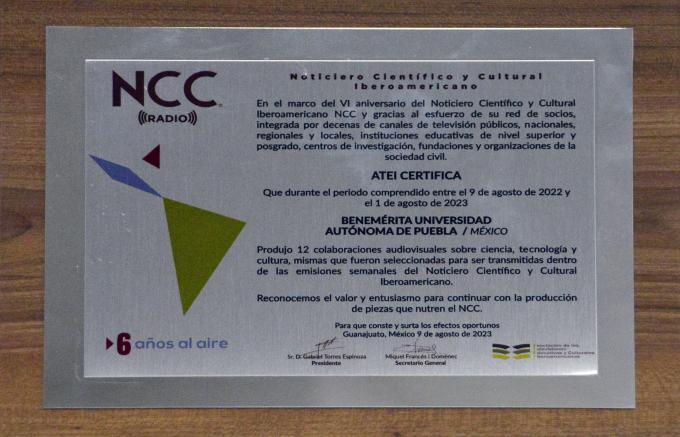 NCC
((RADIO))
Noticiero Científico y Cultural
Iberoamericano
En el marco del VI aniversario del Noticiero Científico y Cultural
Iberoamericano NCC y gracias al esfuerzo de su red de socios,
integrada por decenas de canales de televisión públicos, nacionales,
regionales y locales, instituciones educativas de nivel superior y
posgrado, centros de investigación, fundaciones y organizaciones de la
sociedad civil.
ATEI CERTIFICA
Que durante el periodo comprendido entre el 9 de agosto de 2022 y
el 1 de agosto de 2023
BENEMÉRITA UNIVERSIDAD
AUTÓNOMA DE PUEBLA / MÉXICO
Produjo 12 colaboraciones audiovisuales sobre ciencia, tecnología y
cultura, mismas que fueron seleccionadas para ser transmitidas dentro
de las emisiones semanales del Noticiero Científico y Cultural
Iberoamericano.
Reconocemos el valor y entusiasmo para continuar con la producción
de piezas que nutren el NCC.
Para que conste y surta los efectos oportunos
Guanajuato, México 9 de agosto de 2023
6 años al aire
Sr. D. Gabriel Torres Espinoza
Presidente
Miquel Francés i Domènec
Secretario General